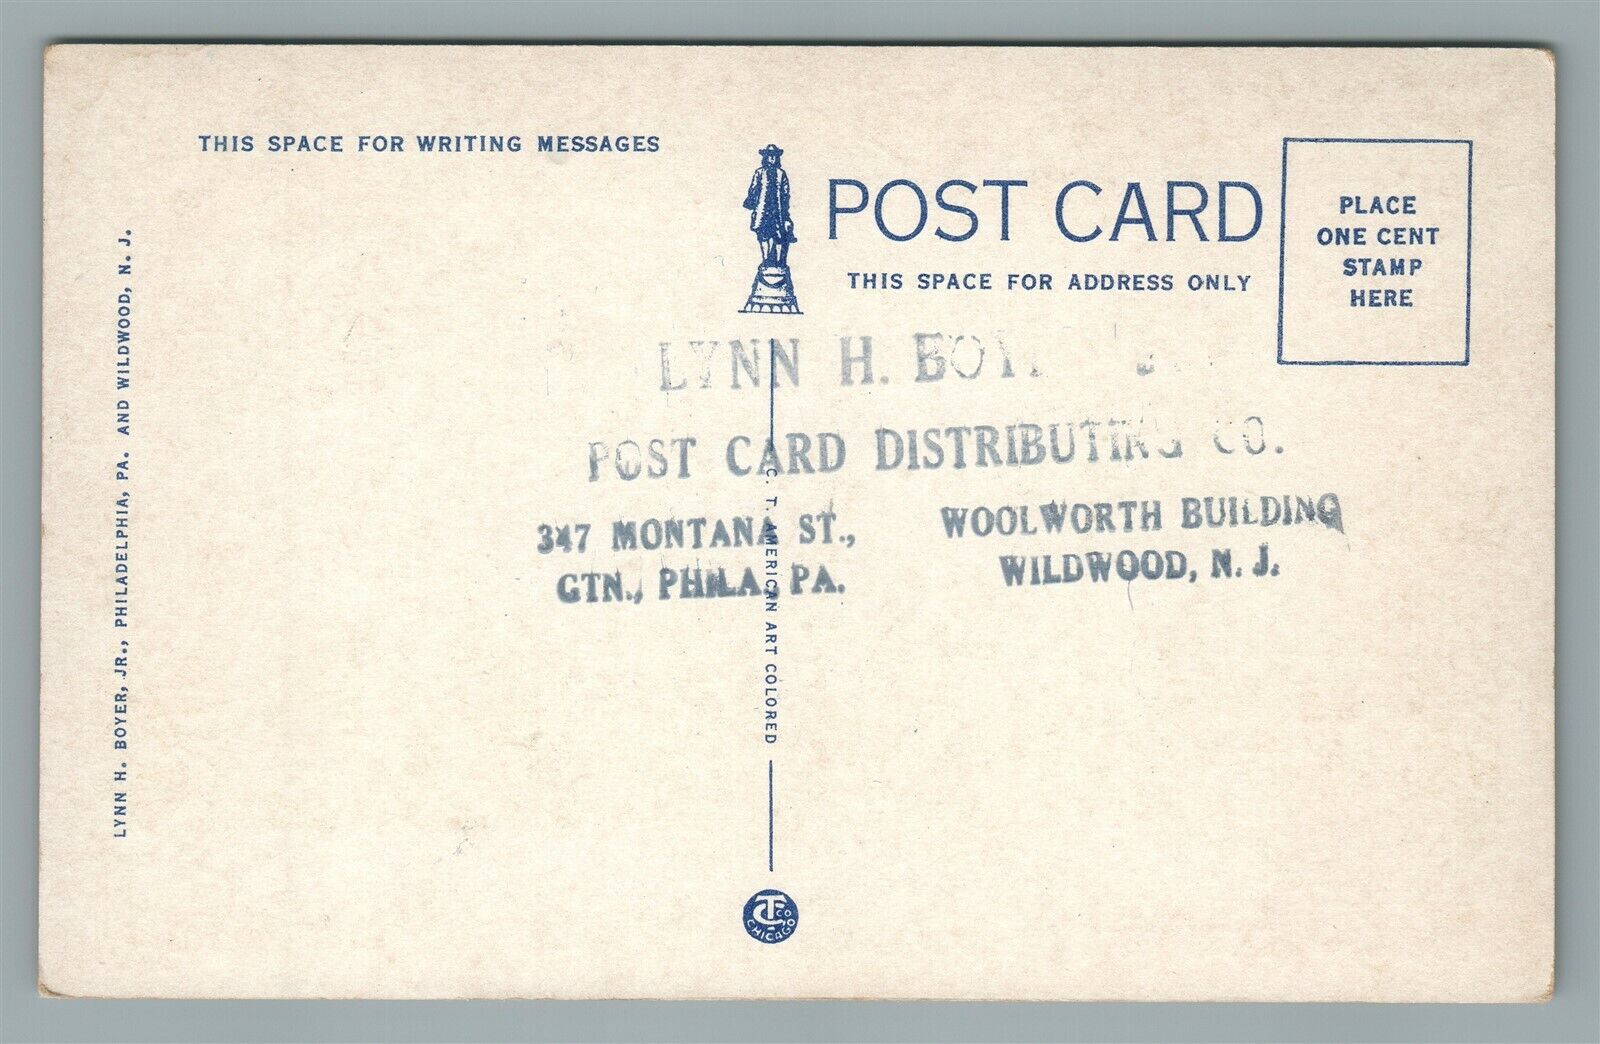 THIS SPACE FOR WRITING MESSAGES
POST CARD
THIS SPACE FOR ADDRESS ONLY
PLACE
ONE CENT
STAMP
HERE
LYNN H. BOYER, JR., PHILADELPHIA, PA. AND WILDWOOD, N. J.
LYNN H.
POST CARD DISTRIBUTING CO.
347 MONTANA ST.,
GTN., PHILA. PA.
WOOLWORTH BUILDING
WILDWOOD, N. J.
C. T. AMERICAN ART COLORED
CT CO
CHICAGO